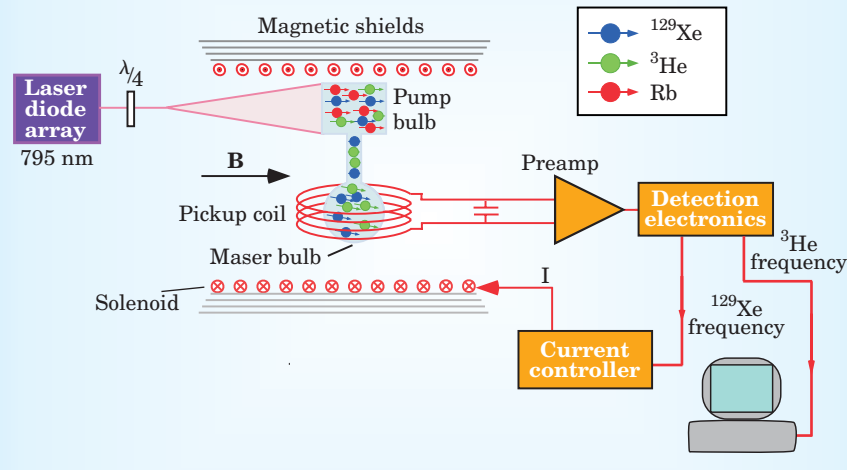 Magnetic shields
λ/4
Laser
diode
array
795 nm
Pump
bulb
¹²⁹Xe
³He
Rb
B
Preamp
Pickup coil
Detection
electronics
Maser bulb
³He
frequency
Solenoid
I
¹²⁹Xe
frequency
Current
controller